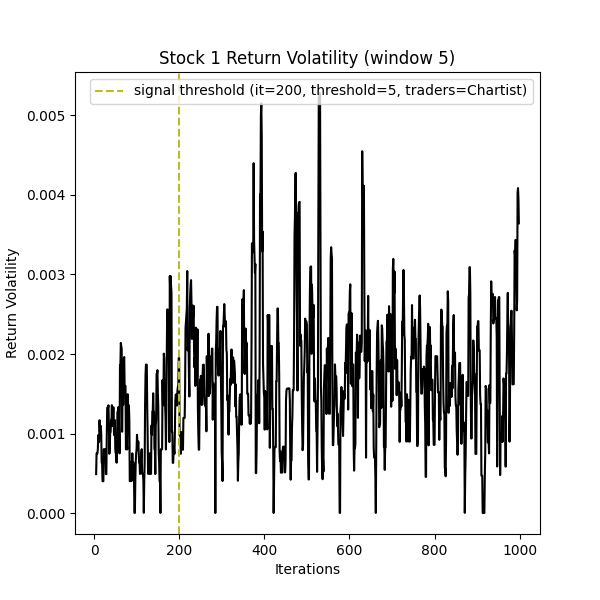 Stock 1 Return Volatility (window 5)
signal threshold (it=200, threshold=5, traders=Chartist)
0.005
0.004
0.003
0.002
0.001
0.000
Return Volatility
0 200 400 600 800 1000
Iterations